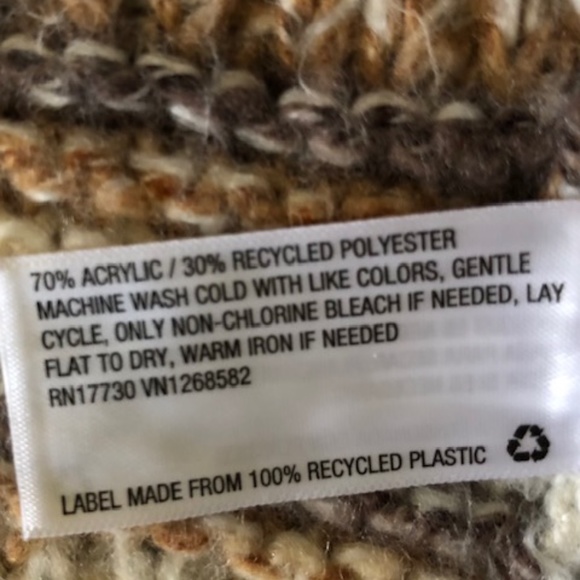 70% ACRYLIC / 30% RECYCLED POLYESTER
MACHINE WASH COLD WITH LIKE COLORS, GENTLE
CYCLE, ONLY NON-CHLORINE BLEACH IF NEEDED, LAY
FLAT TO DRY, WARM IRON IF NEEDED
RN17730 VN1268582
LABEL MADE FROM 100% RECYCLED PLASTIC